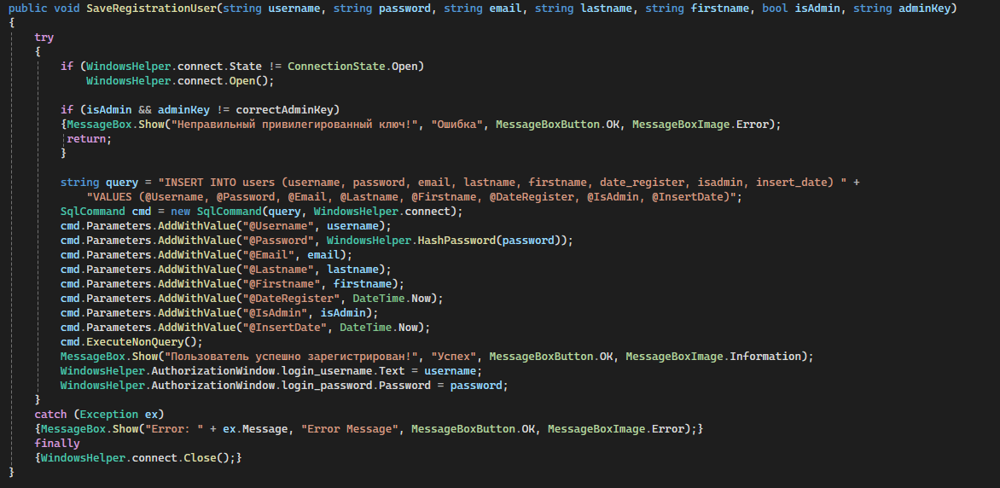 public void SaveRegistrationUser(string username, string password, string email, string lastname, string firstname, bool isAdmin, string adminKey)
{
try
{
if (WindowsHelper.connect.State != ConnectionState.Open)
WindowsHelper.connect.Open();
if (isAdmin && adminKey != correctAdminKey)
{MessageBox.Show("Неправильный привилегированный ключ!", "Ошибка", MessageBoxButton.OK, MessageBoxImage.Error);
return;
}
string query = "INSERT INTO users (username, password, email, lastname, firstname, date_register, isadmin, insert_date) " +
"VALUES (@Username, @Password, @Email, @Lastname, @Firstname, @DateRegister, @IsAdmin, @InsertDate)";
SqlCommand cmd = new SqlCommand(query, WindowsHelper.connect);
cmd.Parameters.AddWithValue("@Username", username);
cmd.Parameters.AddWithValue("@Password", WindowsHelper.HashPassword(password));
cmd.Parameters.AddWithValue("@Email", email);
cmd.Parameters.AddWithValue("@Lastname", lastname);
cmd.Parameters.AddWithValue("@Firstname", firstname);
cmd.Parameters.AddWithValue("@DateRegister", DateTime.Now);
cmd.Parameters.AddWithValue("@IsAdmin", isAdmin);
cmd.Parameters.AddWithValue("@InsertDate", DateTime.Now);
cmd.ExecuteNonQuery();
MessageBox.Show("Пользователь успешно зарегистрирован!", "Успех", MessageBoxButton.OK, MessageBoxImage.Information);
WindowsHelper.AuthorizationWindow.login_username.Text = username;
WindowsHelper.AuthorizationWindow.login_password.Password = password;
}
catch (Exception ex)
{MessageBox.Show("Error: " + ex.Message, "Error Message", MessageBoxButton.OK, MessageBoxImage.Error);}
finally
{WindowsHelper.connect.Close();}
}